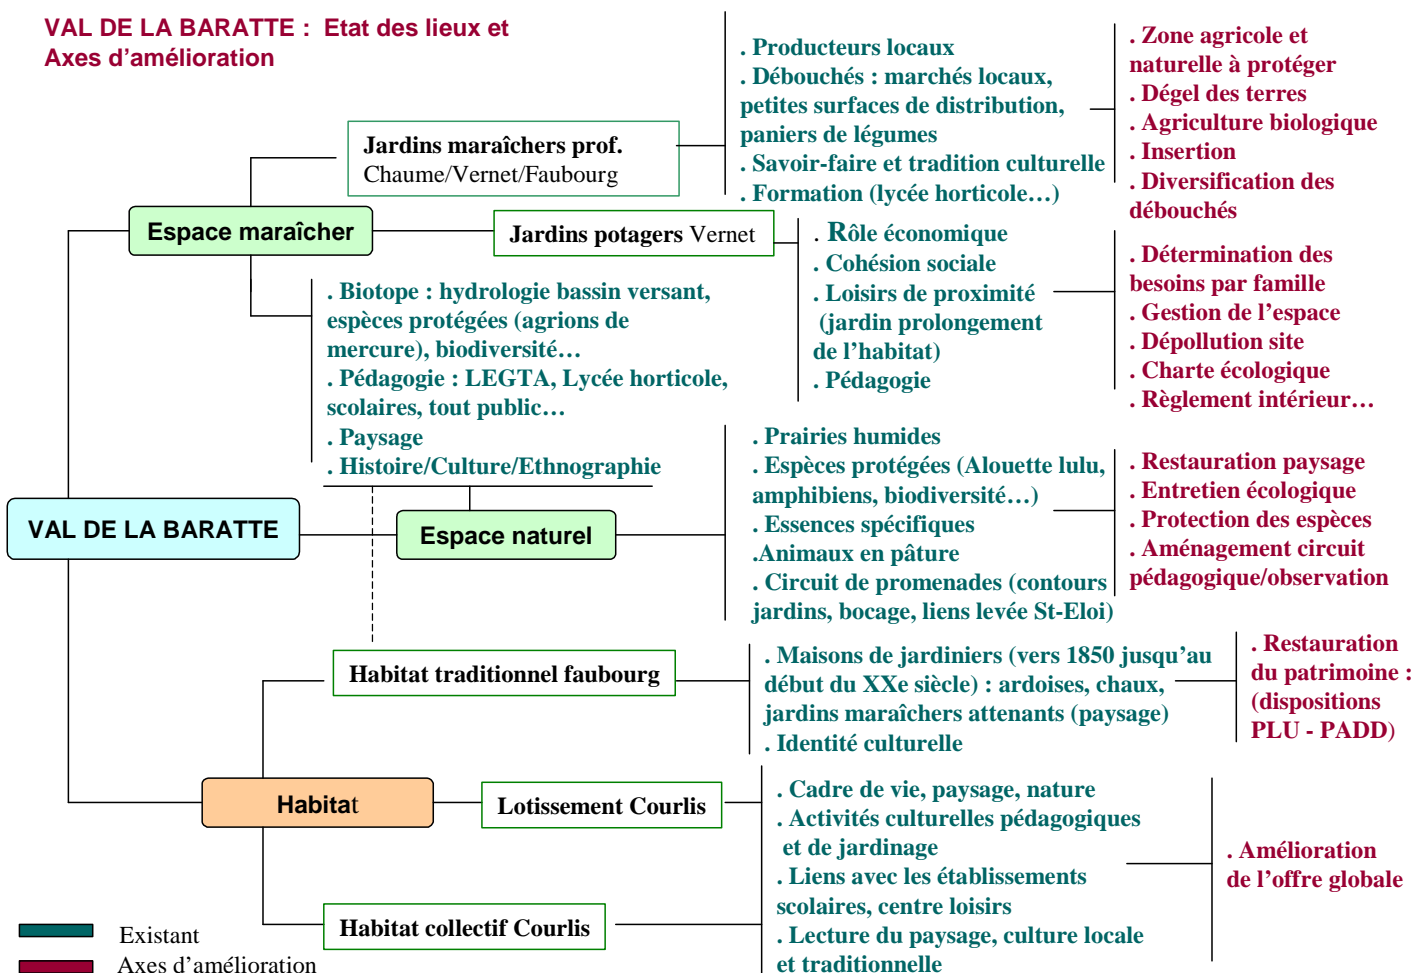 VAL DE LA BARATTE : Etat des lieux et
Axes d’amélioration
. Producteurs locaux
. Débouchés : marchés locaux,
petites surfaces de distribution,
paniers de légumes
. Savoir-faire et tradition culturelle
. Formation (lycée horticole…)
. Zone agricole et
naturelle à protéger
. Dégel des terres
. Agriculture biologique
. Insertion
. Diversification des
débouchés
Jardins maraîchers prof.
Chaume/Vernet/Faubourg
Espace maraîcher
Jardins potagers Vernet
. Rôle économique
. Cohésion sociale
. Loisirs de proximité
(jardin prolongement
de l’habitat)
. Pédagogie
. Détermination des
besoins par famille
. Gestion de l’espace
. Dépollution site
. Charte écologique
. Règlement intérieur…
. Biotope : hydrologie bassin versant,
espèces protégées (agrions de
mercure), biodiversité…
. Pédagogie : LEGTA, Lycée horticole,
scolaires, tout public…
. Paysage
. Histoire/Culture/Ethnographie
VAL DE LA BARATTE
Espace naturel
. Prairies humides
. Espèces protégées (Alouette lulu,
amphibiens, biodiversité…)
. Essences spécifiques
.Animaux en pâture
. Circuit de promenades (contours
jardins, bocage, liens levée St-Eloi)
. Restauration paysage
. Entretien écologique
. Protection des espèces
. Aménagement circuit
pédagogique/observation
Habitat traditionnel faubourg
. Maisons de jardiniers (vers 1850 jusqu’au
début du XXe siècle) : ardoises, chaux,
jardins maraîchers attenants (paysage)
. Identité culturelle
. Restauration
du patrimoine :
(dispositions
PLU - PADD)
Habitat
Lotissement Courlis
Habitat collectif Courlis
. Cadre de vie, paysage, nature
. Activités culturelles pédagogiques
et de jardinage
. Liens avec les établissements
scolaires, centre loisirs
. Lecture du paysage, culture locale
et traditionnelle
. Amélioration
de l’offre globale
Existant
Axes d’amélioration